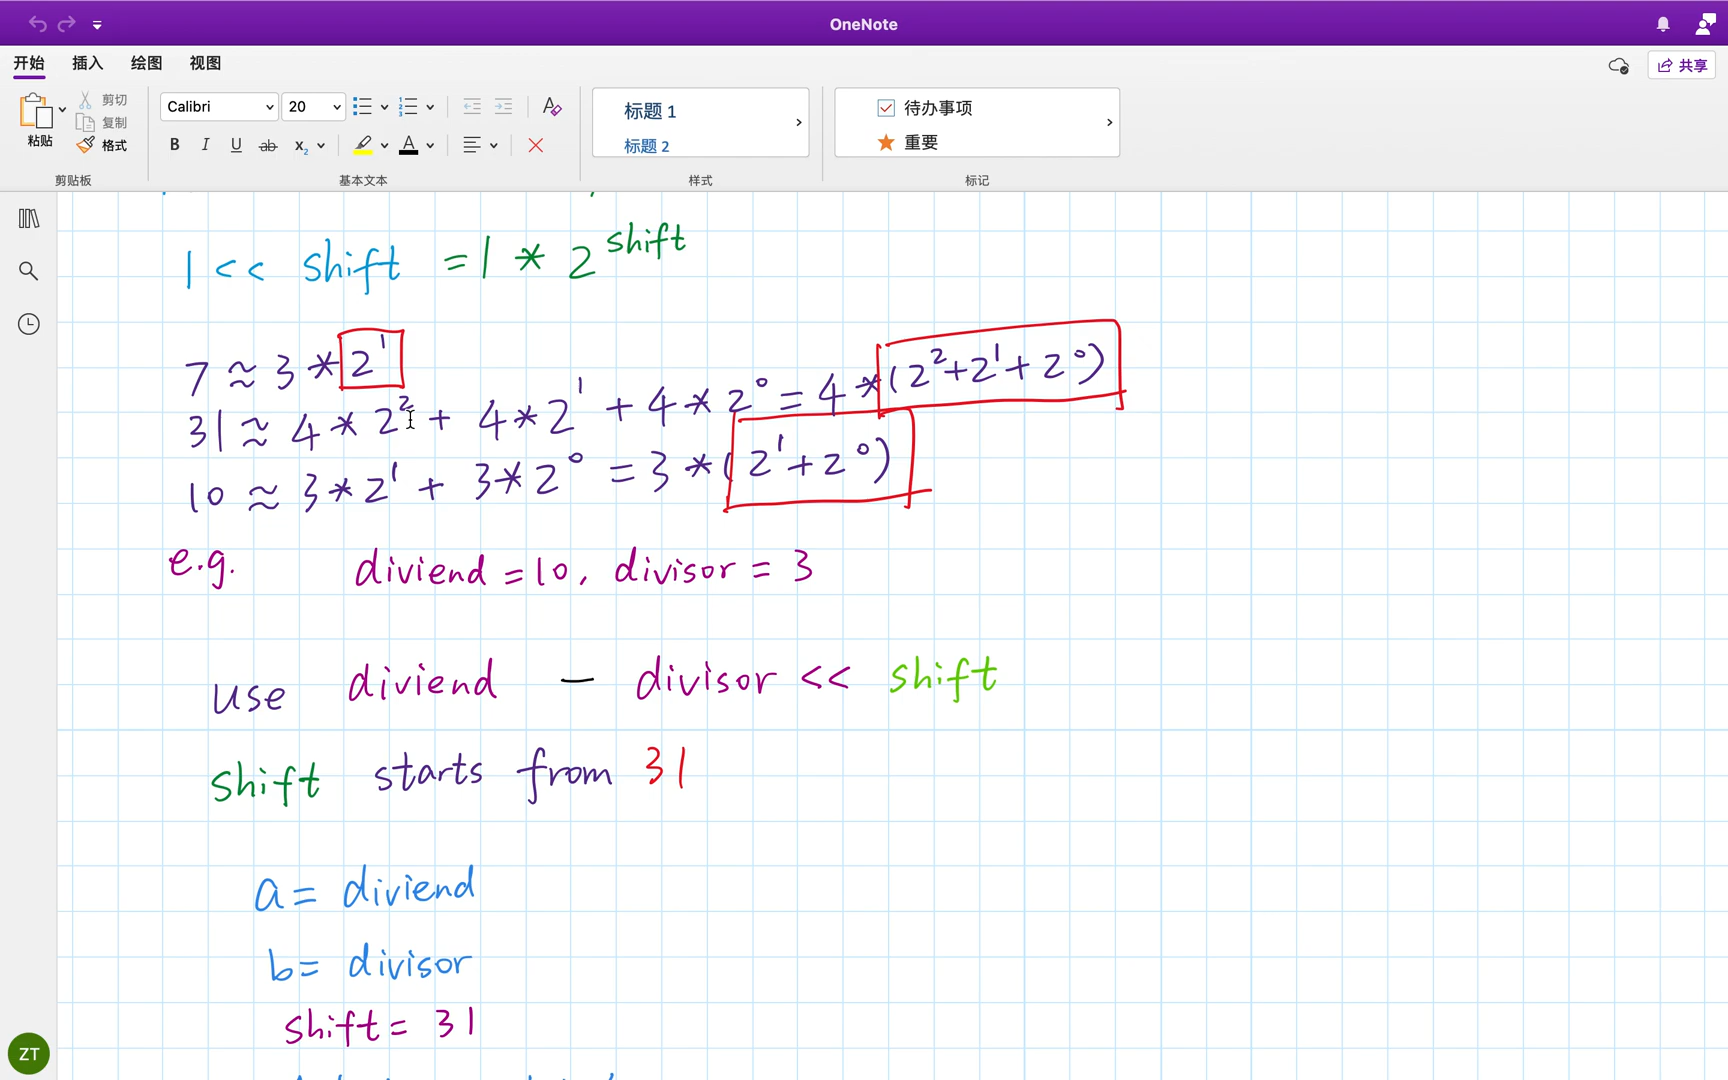 OneNote
开始 插入 绘图 视图
共享
粘贴
剪切
复制
格式
剪贴板
Calibri 20
B I U ab x₂ A
基本文本
标题 1
标题 2
样式
待办事项
重要
标记
1 << shift = 1 * 2^shift
7 ≈ 3 * 2^1
31 ≈ 4 * 2^2 + 4 * 2^1 + 4 * 2^0 = 4 * (2^2 + 2^1 + 2^0)
10 ≈ 3 * 2^1 + 3 * 2^0 = 3 * (2^1 + 2^0)
e.g. diviend = 10, divisor = 3
use diviend – divisor << shift
shift starts from 31
a = diviend
b = divisor
shift = 31
ZT